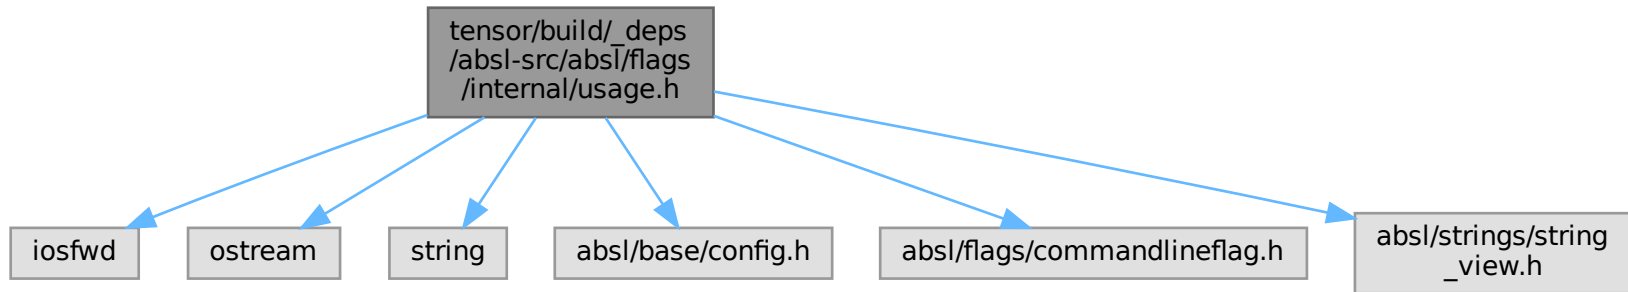 tensor/build/_deps
/absl-src/absl/flags
/internal/usage.h
iosfwd
ostream
string
absl/base/config.h
absl/flags/commandlineflag.h
absl/strings/string
_view.h